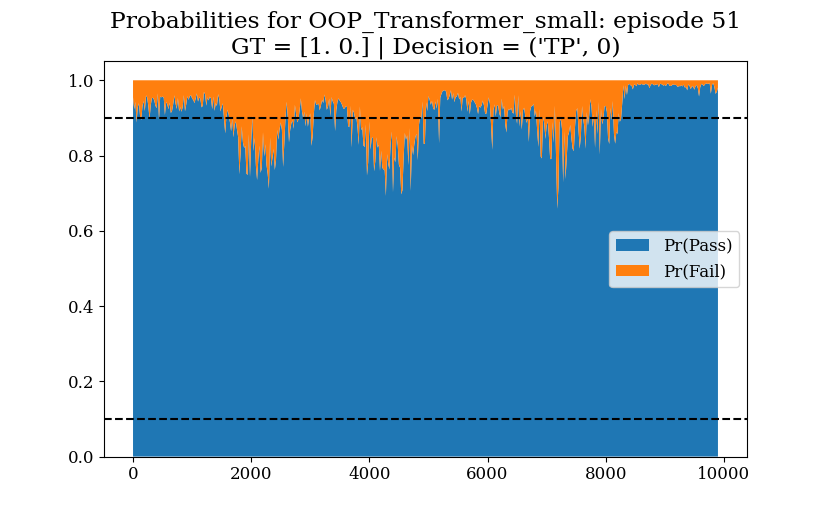 Probabilities for OOP_Transformer_small: episode 51
GT = [1. 0.] | Decision = ('TP', 0)
1.0
0.8
0.6
0.4
0.2
0.0
Pr(Pass)
Pr(Fail)
0 2000 4000 6000 8000 10000